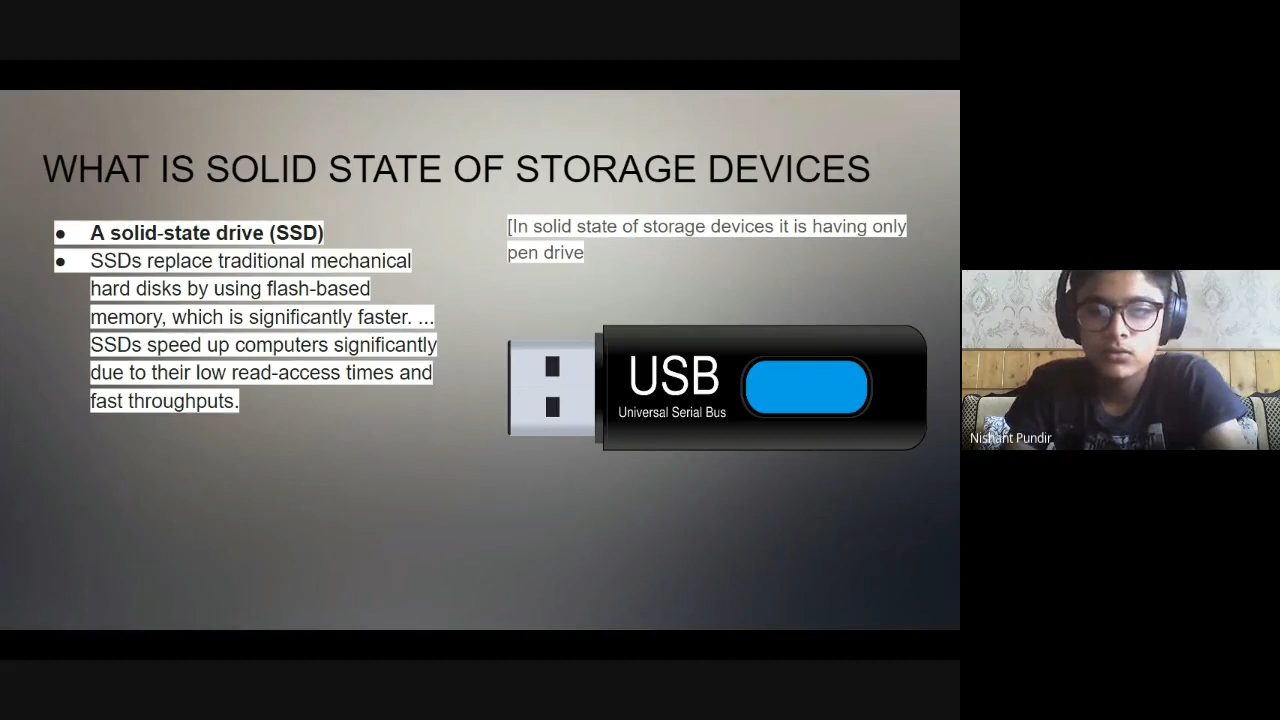 WHAT IS SOLID STATE OF STORAGE DEVICES
● A solid-state drive (SSD)
● SSDs replace traditional mechanical
hard disks by using flash-based
memory, which is significantly faster. ...
SSDs speed up computers significantly
due to their low read-access times and
fast throughputs.
[In solid state of storage devices it is having only
pen drive
USB
Universal Serial Bus
Nishant Pundir